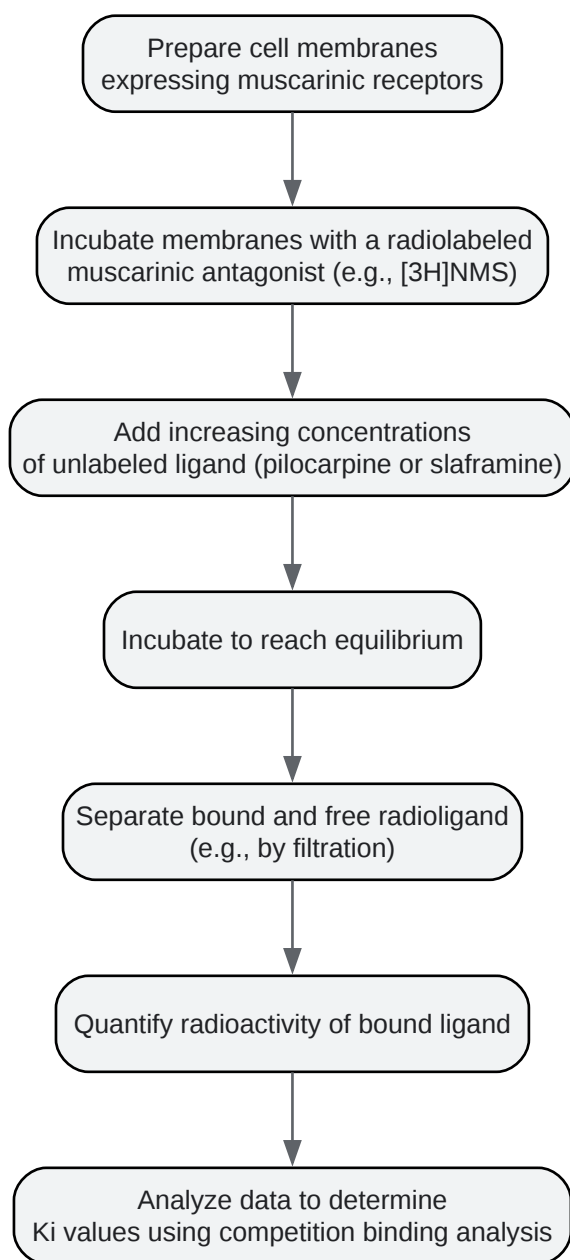 Prepare cell membranes
expressing muscarinic receptors
Incubate membranes with a radiolabeled
muscarinic antagonist (e.g., [3H]NMS)
Add increasing concentrations
of unlabeled ligand (pilocarpine or slaframine)
Incubate to reach equilibrium
Separate bound and free radioligand
(e.g., by filtration)
Quantify radioactivity of bound ligand
Analyze data to determine
Ki values using competition binding analysis